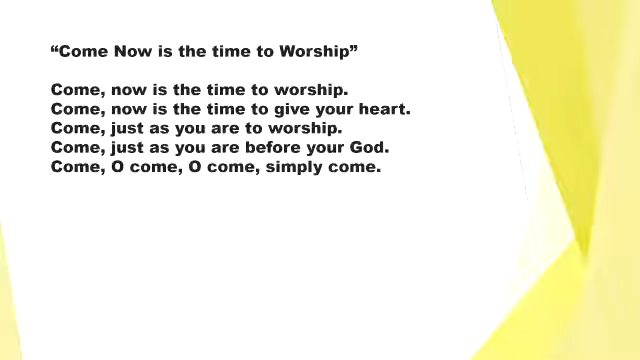 “Come Now is the time to Worship”
Come, now is the time to worship.
Come, now is the time to give your heart.
Come, just as you are to worship.
Come, just as you are before your God.
Come, O come, O come, simply come.